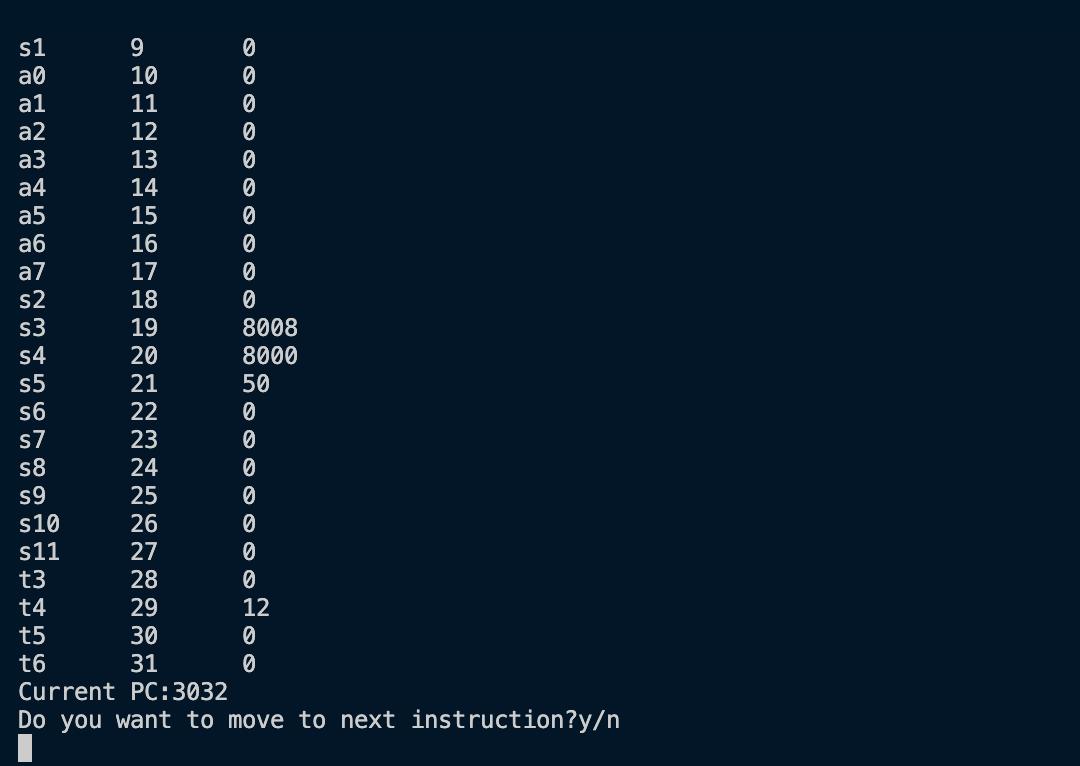 s1 9 0
a0 10 0
a1 11 0
a2 12 0
a3 13 0
a4 14 0
a5 15 0
a6 16 0
a7 17 0
s2 18 0
s3 19 8008
s4 20 8000
s5 21 50
s6 22 0
s7 23 0
s8 24 0
s9 25 0
s10 26 0
s11 27 0
t3 28 0
t4 29 12
t5 30 0
t6 31 0
Current PC:3032
Do you want to move to next instruction?y/n